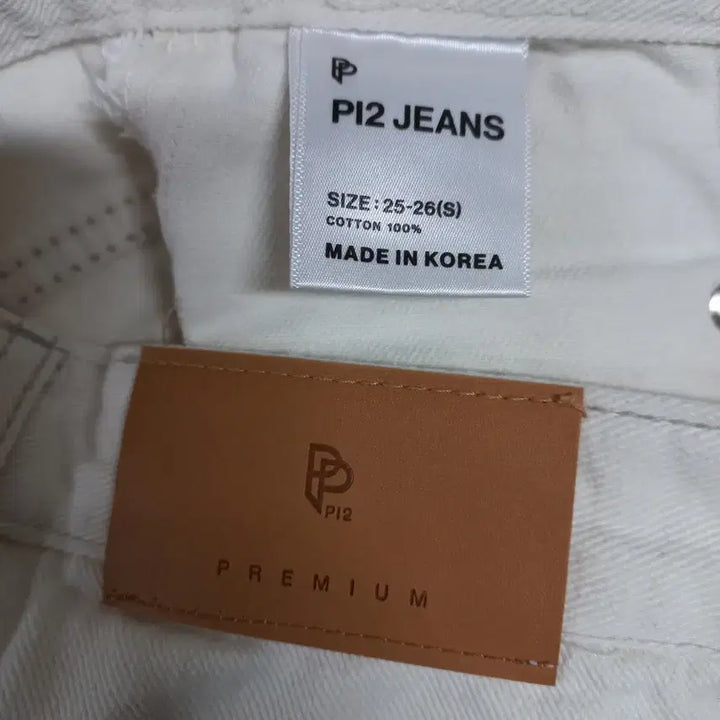 PI2 JEANS
SIZE : 25-26(S)
COTTON 100%
MADE IN KOREA
PI2
PREMIUM